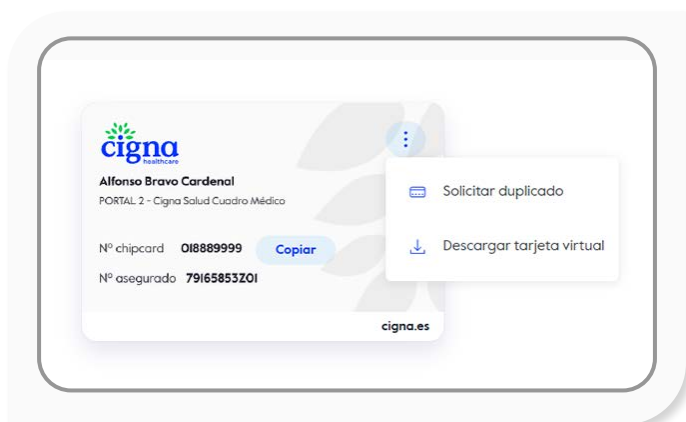 cigna
healthcare
Alfonso Bravo Cardenal
PORTAL 2 - Cigna Salud Cuadro Médico
Nº chipcard 018889999 Copiar
Nº asegurado 79165853Z01
cigna.es
Solicitar duplicado
Descargar tarjeta virtual